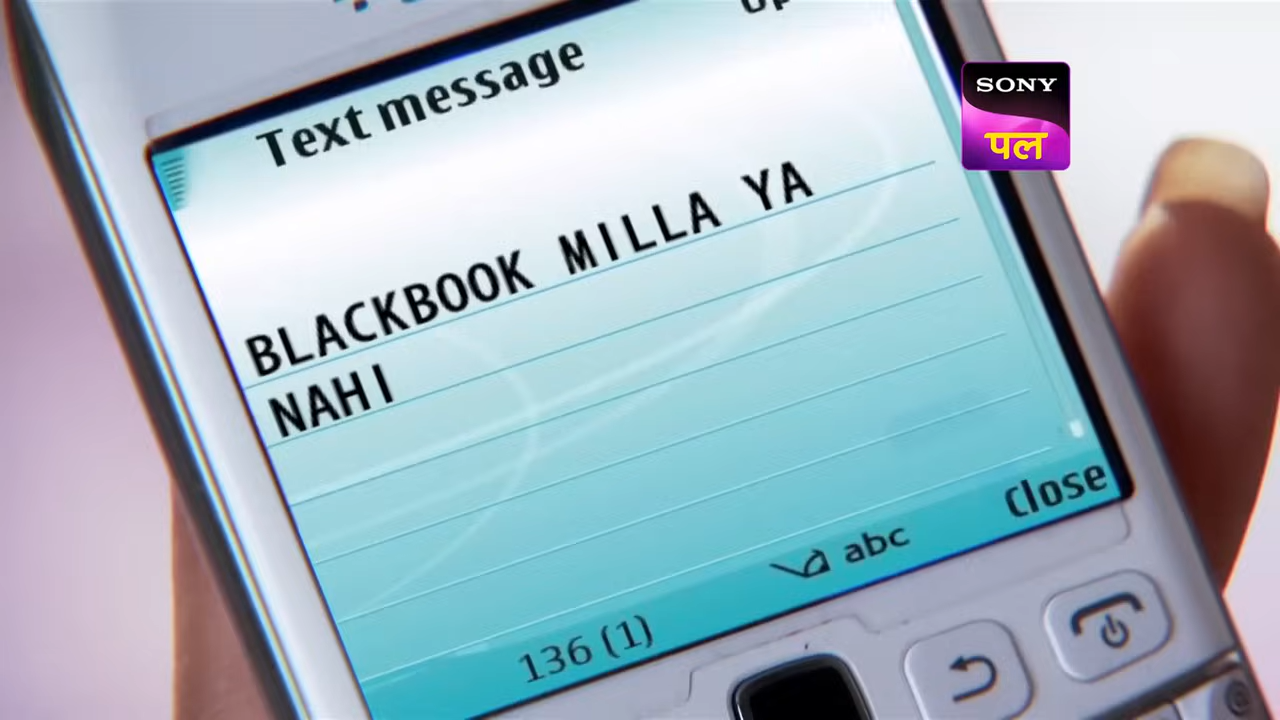 Text message
BLACKBOOK MILLA YA
NAHI
136 (1)
abc
Close
SONY
पल